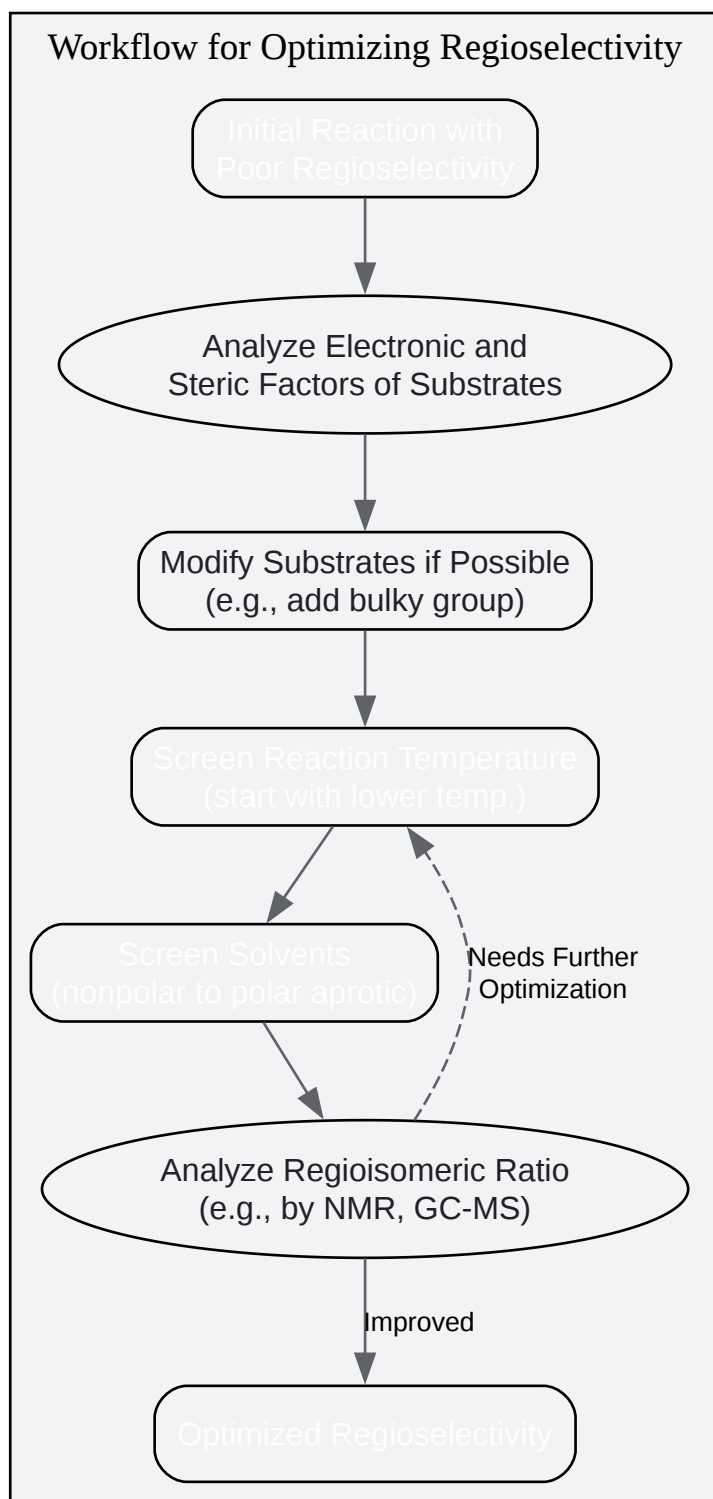 Workflow for Optimizing Regioselectivity
Initial Reaction with
Poor Regioselectivity
Analyze Electronic and
Steric Factors of Substrates
Modify Substrates if Possible
(e.g., add bulky group)
Screen Reaction Temperature
(start with lower temp.)
Screen Solvents
(nonpolar to polar aprotic)
Needs Further
Optimization
Analyze Regioisomeric Ratio
(e.g., by NMR, GC-MS)
Improved
Optimized Regioselectivity